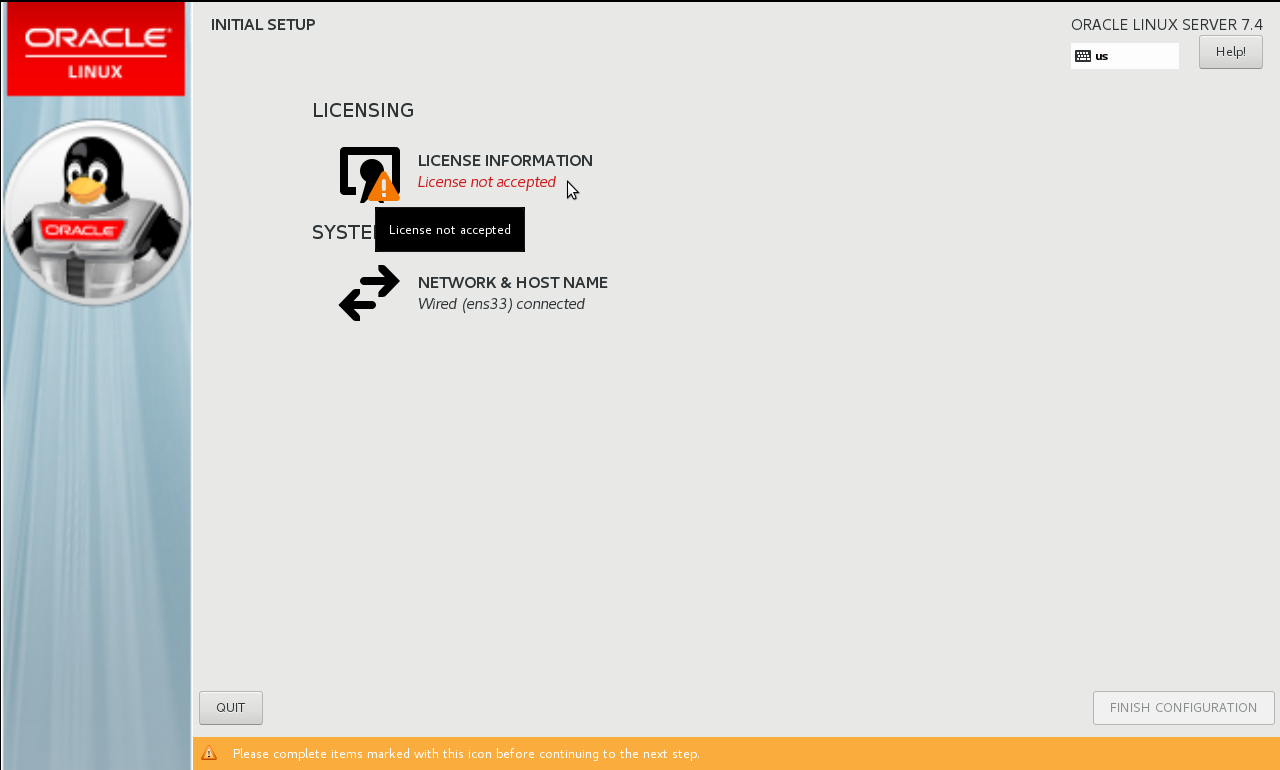 ORACLE
LINUX
ORACLE
INITIAL SETUP
ORACLE LINUX SERVER 7.4
us
Help!
LICENSING
LICENSE INFORMATION
License not accepted
SYSTE
License not accepted
NETWORK & HOST NAME
Wired (ens33) connected
QUIT
FINISH CONFIGURATION
Please complete items marked with this icon before continuing to the next step.